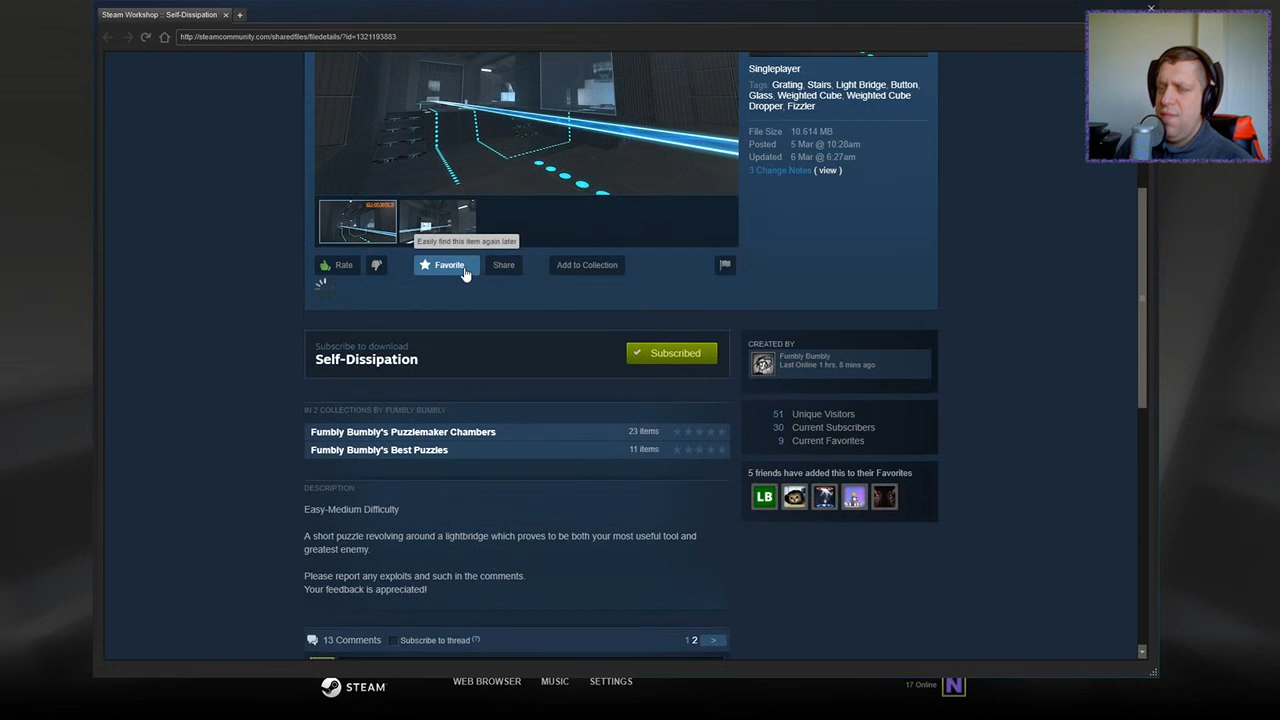 Steam Workshop :: Self-Dissipation
http://steamcommunity.com/sharedfiles/filedetails/?id=1321193883
Singleplayer
Tags: Grating, Stairs, Light Bridge, Button,
Glass, Weighted Cube, Weighted Cube
Dropper, Fizzler
File Size 10.614 MB
Posted 5 Mar @ 10:28am
Updated 6 Mar @ 6:27am
3 Change Notes ( view )
SELF-DISSIPATION
Easily find this item again later
Rate
Favorite
Share
Add to Collection
Subscribe to download
Self-Dissipation
Subscribed
CREATED BY
Fumbly Bumbly
Last Online 1 hrs, 8 mins ago
IN 2 COLLECTIONS BY FUMBLY BUMBLY
Fumbly Bumbly's Puzzlemaker Chambers 23 items
Fumbly Bumbly's Best Puzzles 11 items
51 Unique Visitors
30 Current Subscribers
9 Current Favorites
5 friends have added this to their Favorites
LB
DESCRIPTION
Easy-Medium Difficulty
A short puzzle revolving around a lightbridge which proves to be both your most useful tool and
greatest enemy.
Please report any exploits and such in the comments.
Your feedback is appreciated!
13 Comments
Subscribe to thread (?)
1 2 >
STEAM
WEB BROWSER
MUSIC
SETTINGS
17 Online
N